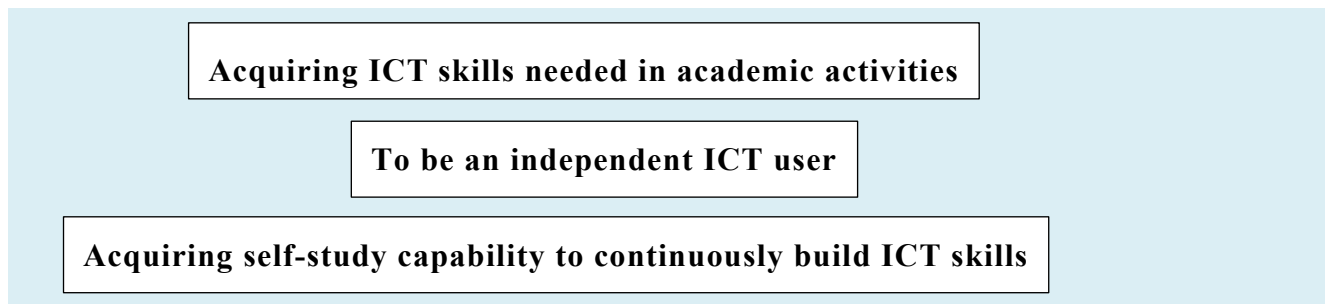 Acquiring ICT skills needed in academic activities
To be an independent ICT user
Acquiring self-study capability to continuously build ICT skills